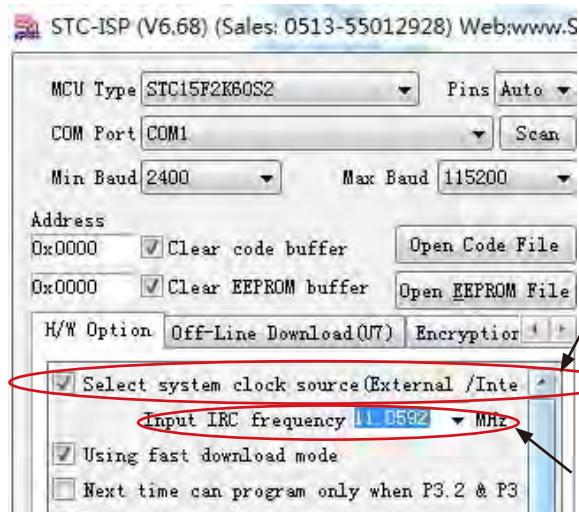 STC-ISP (V6.68) (Sales: 0513-55012928) Web:www.S
MCU Type STC15F2K60S2 Pins Auto
COM Port COM1 Scan
Min Baud 2400 Max Baud 115200
Address
0x0000 Clear code buffer Open Code File
0x0000 Clear EEPROM buffer Open EEPROM File
H/W Option Off-Line Download(U7) Encryption
Select system clock source(External /Inte
Input IRC frequency 11.0592 MHz
Using fast download mode
Next time can program only when P3.2 & P3